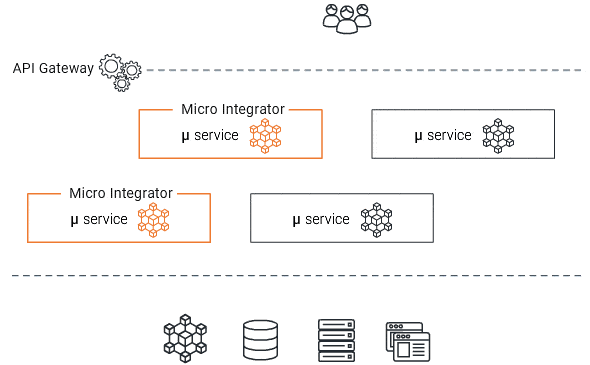 API Gateway
Micro Integrator
µ service
µ service
Micro Integrator
µ service
µ service